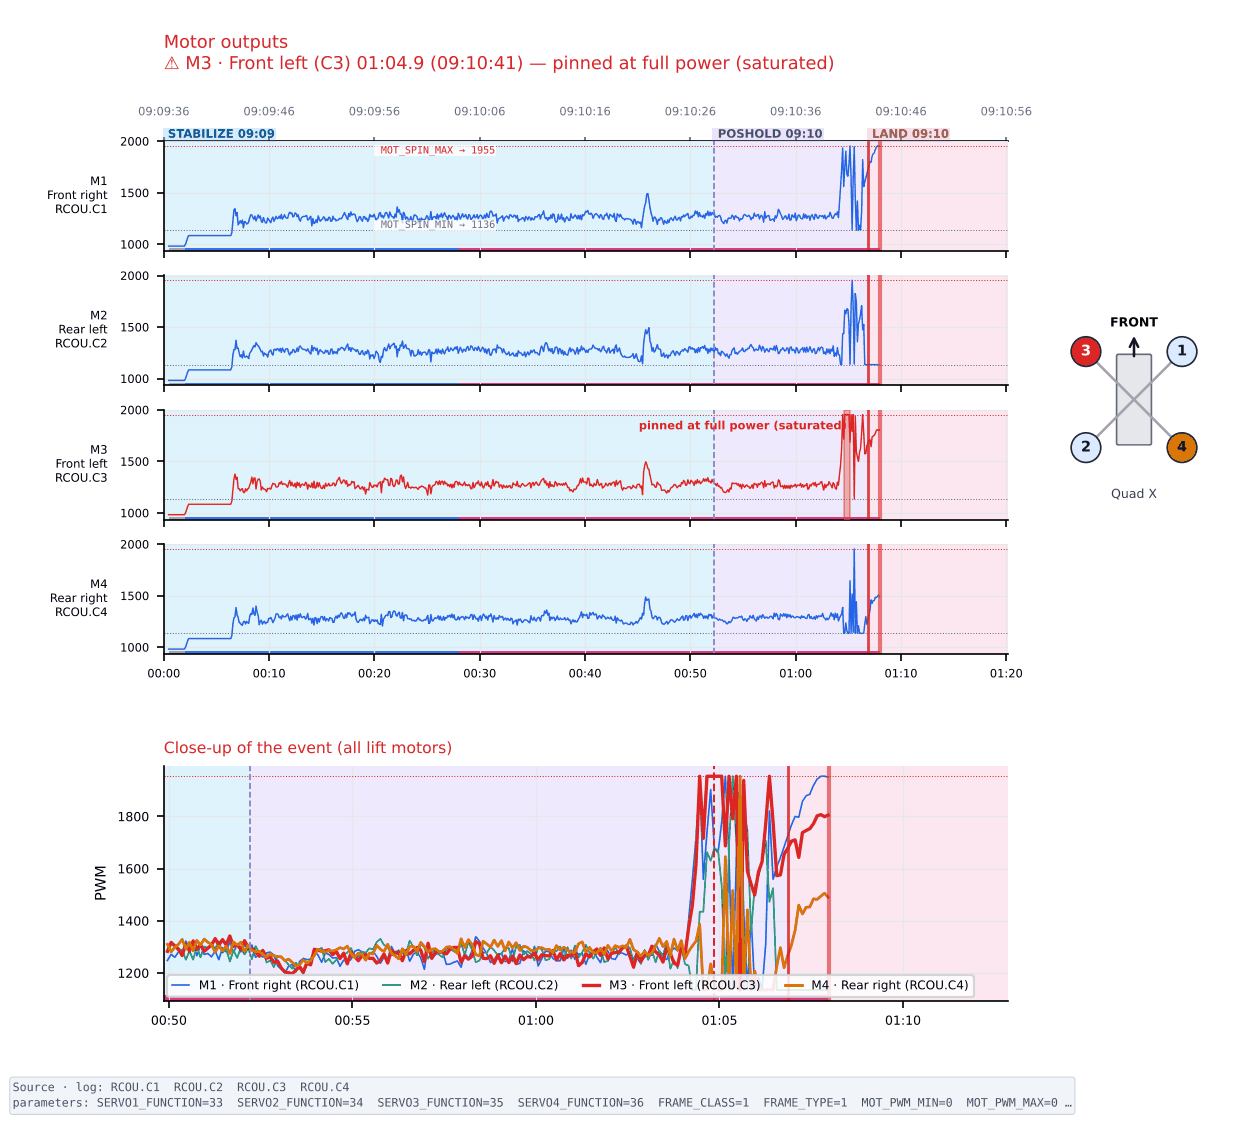 Motor outputs
⚠ M3 · Front left (C3) 01:04.9 (09:10:41) — pinned at full power (saturated)
09:09:36 09:09:46 09:09:56 09:10:06 09:10:16 09:10:26 09:10:36 09:10:46 09:10:56
STABILIZE 09:09 POSHOLD 09:10 LAND 09:10
2000
MOT_SPIN_MAX → 1955
M1
Front right
RCOU.C1
1500
MOT_SPIN_MIN → 1136
1000
2000
M2
Rear left
RCOU.C2
1500
1000
2000
pinned at full power (saturated)
M3
Front left
RCOU.C3
1500
1000
2000
M4
Rear right
RCOU.C4
1500
1000
00:00 00:10 00:20 00:30 00:40 00:50 01:00 01:10 01:20
FRONT
3 1
2 4
Quad X
Close-up of the event (all lift motors)
PWM
1800
1600
1400
1200
M1 · Front right (RCOU.C1) M2 · Rear left (RCOU.C2) M3 · Front left (RCOU.C3) M4 · Rear right (RCOU.C4)
00:50 00:55 01:00 01:05 01:10
Source · log: RCOU.C1 RCOU.C2 RCOU.C3 RCOU.C4
parameters: SERVO1_FUNCTION=33 SERVO2_FUNCTION=34 SERVO3_FUNCTION=35 SERVO4_FUNCTION=36 FRAME_CLASS=1 FRAME_TYPE=1 MOT_PWM_MIN=0 MOT_PWM_MAX=0 …